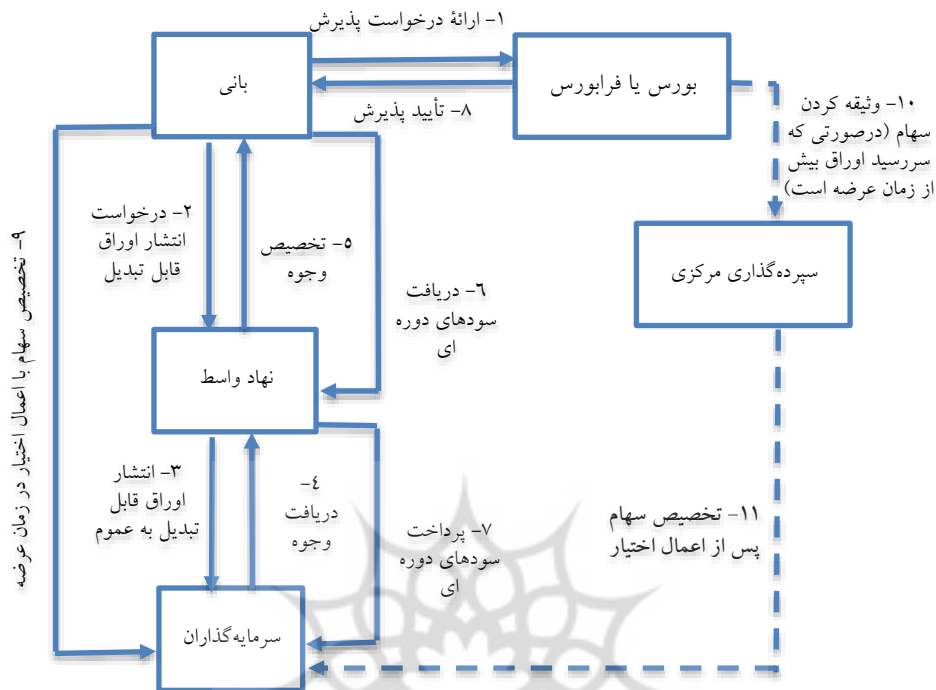 ۱- ارائۀ درخواست پذیرش
بانی
بورس یا فرابورس
۸- تأیید پذیرش
۱۰- وثیقه کردن
سهام (درصورتی که
سررسید اوراق بیش
از زمان عرضه است)
۲- درخواست
انتشار اوراق
قابل تبدیل
۵- تخصیص
وجوه
۶- دریافت
سودهای دوره
ای
سپرده‌گذاری مرکزی
۹- تخصیص سهام با اعمال اختیار در زمان عرضه
نهاد واسط
۳- انتشار
اوراق قابل
تبدیل به عموم
۴-
دریافت
وجوه
۷- پرداخت
سودهای دوره
ای
۱۱- تخصیص سهام
پس از اعمال اختیار
سرمایه‌گذاران